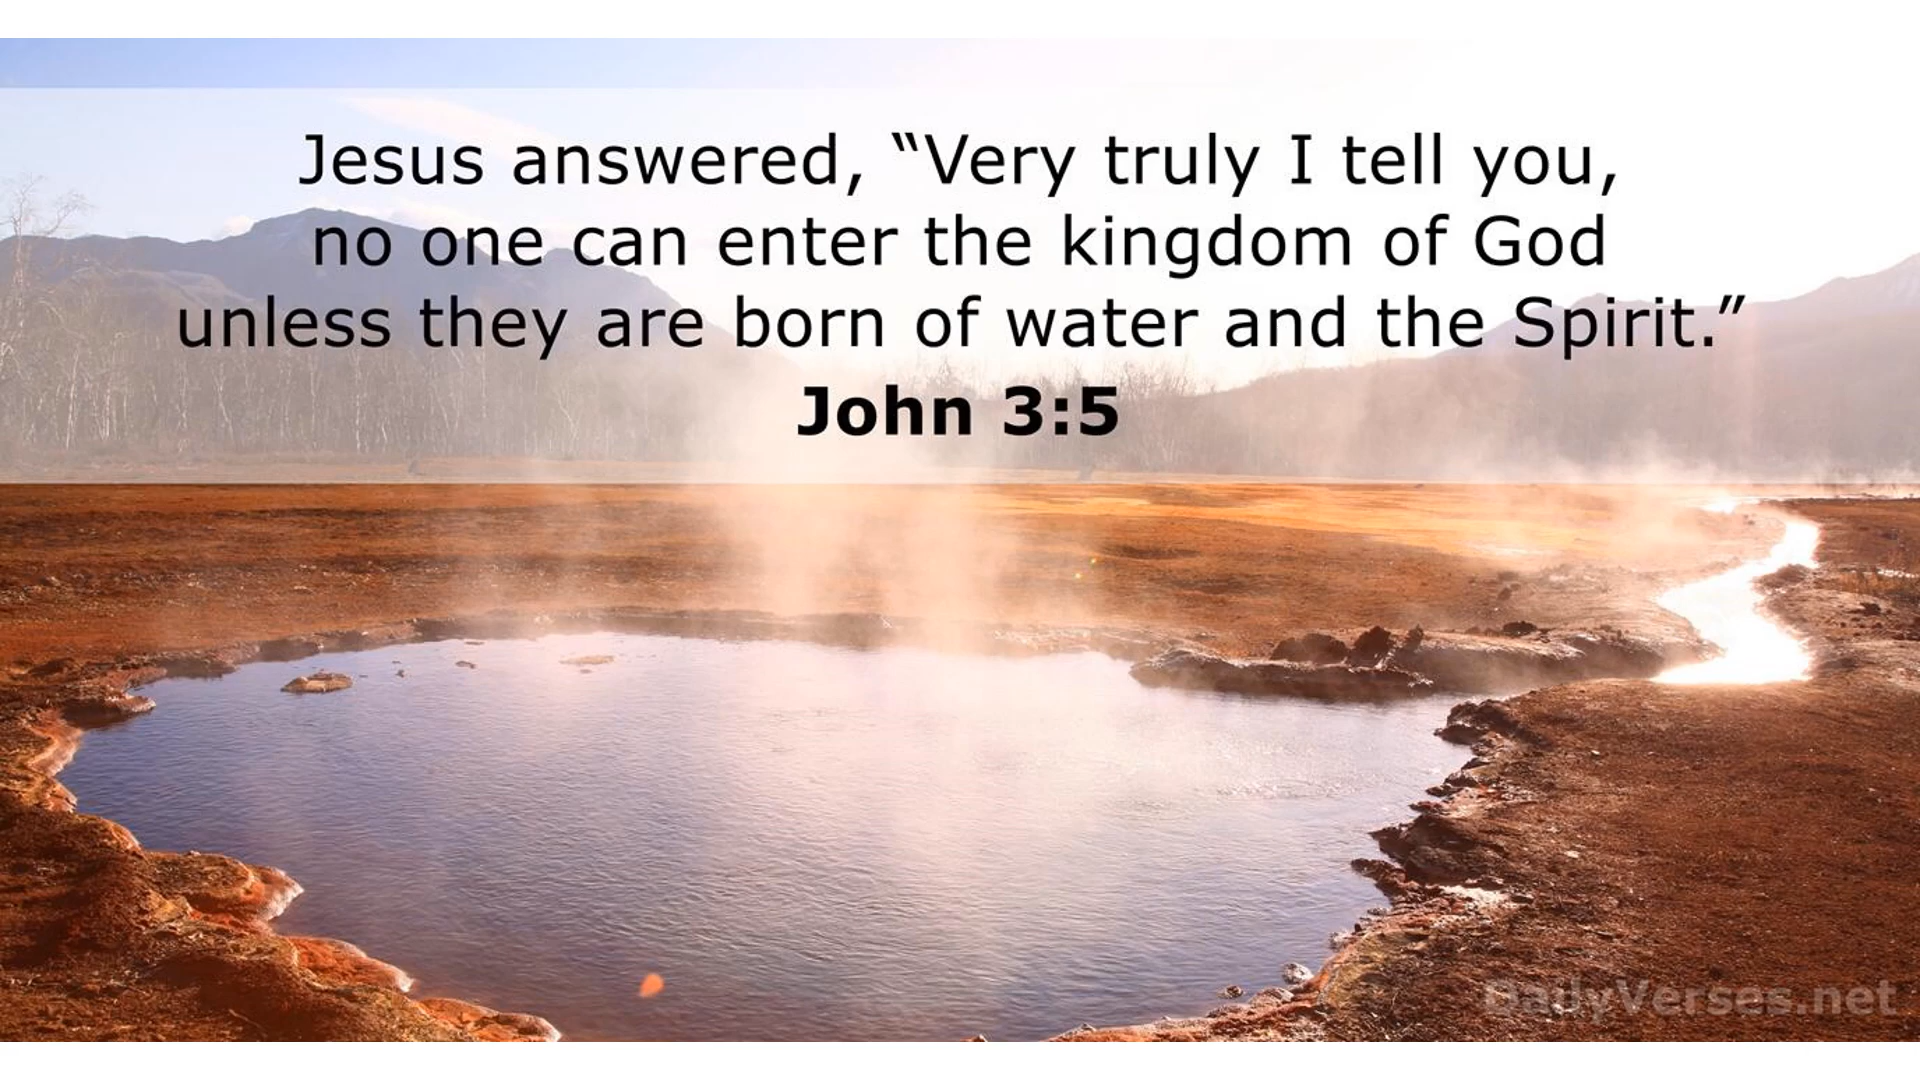 Jesus answered, “Very truly I tell you,
no one can enter the kingdom of God
unless they are born of water and the Spirit.”
John 3:5
DailyVerses.net